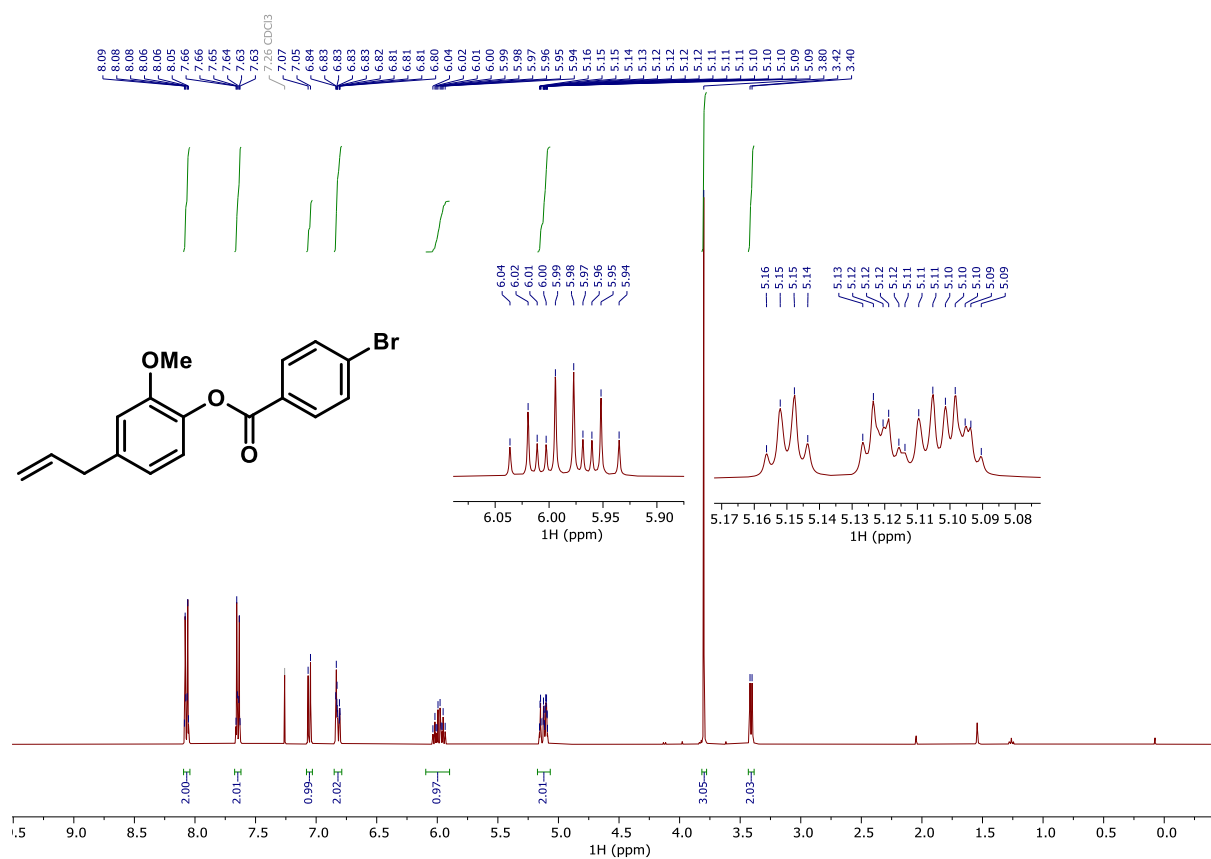 8.09 8.08 8.08 8.06 8.06 8.05 7.66 7.66 7.65 7.64 7.63 7.63 7.26 CDCl3 7.07 7.05 6.84 6.83 6.83 6.83 6.83 6.82 6.81 6.81 6.81 6.80 6.04 6.02 6.01 6.00 5.99 5.98 5.97 5.96 5.95 5.94 5.16 5.15 5.15 5.14 5.13 5.12 5.12 5.12 5.12 5.11 5.11 5.11 5.10 5.10 5.10 5.09 5.09 3.80 3.42 3.40
6.04 6.02 6.01 6.00 5.99 5.98 5.97 5.96 5.95 5.94
5.16 5.15 5.15 5.14 5.13 5.12 5.12 5.12 5.12 5.11 5.11 5.11 5.10 5.10 5.10 5.09 5.09
OMe
Br
O
O
6.05 6.00 5.95 5.90
1H (ppm)
5.17 5.16 5.15 5.14 5.13 5.12 5.11 5.10 5.09 5.08
1H (ppm)
2.00 2.01 0.99 2.02 0.97 2.01 3.05 2.03
9.5 9.0 8.5 8.0 7.5 7.0 6.5 6.0 5.5 5.0 4.5 4.0 3.5 3.0 2.5 2.0 1.5 1.0 0.5 0.0
1H (ppm)